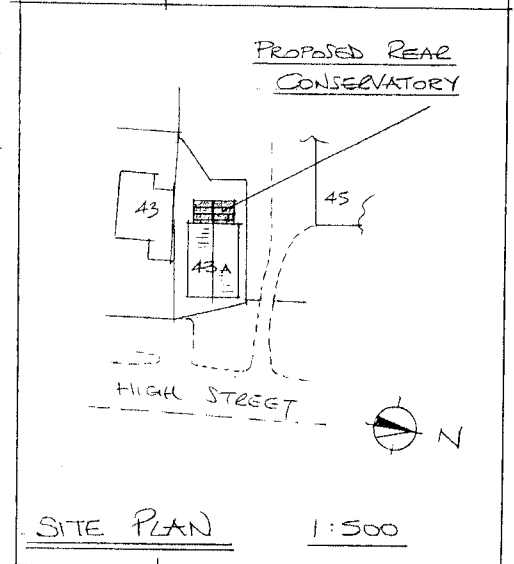 PROPOSED REAR
CONSERVATORY
43
45
43A
HIGH STREET
N
SITE PLAN 1:500